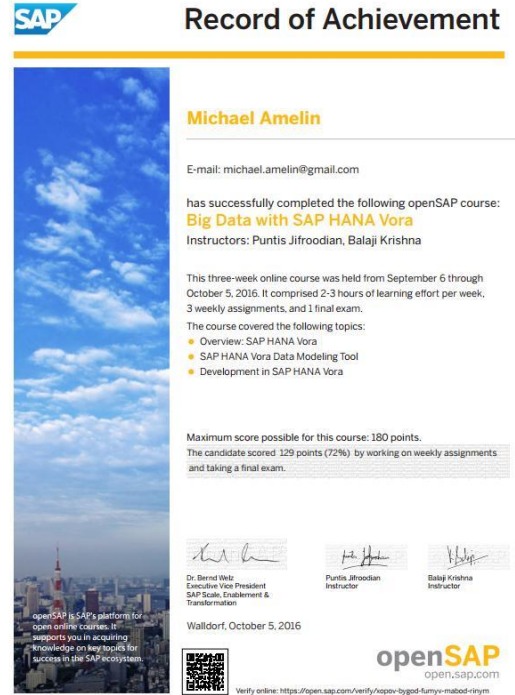 SAP
Record of Achievement
Michael Amelin
E-mail: michael.amelin@gmail.com
has successfully completed the following openSAP course:
Big Data with SAP HANA Vora
Instructors: Puntis Jifroodian, Balaji Krishna
This three-week online course was held from September 6 through
October 5, 2016. It comprised 2-3 hours of learning effort per week,
3 weekly assignments, and 1 final exam.
The course covered the following topics:
Overview: SAP HANA Vora
SAP HANA Vora Data Modeling Tool
Development in SAP HANA Vora
Maximum score possible for this course: 180 points.
The candidate scored 129 points (72%) by working on weekly assignments
and taking a final exam.
Dr. Bernd Welz
Executive Vice President
SAP Scale, Enablement &
Transformation
Puntis Jifroodian
Instructor
Balaji Krishna
Instructor
Walldorf, October 5, 2016
openSAP is SAP's platform for
open online courses. It
supports you in acquiring
knowledge on key topics for
success in the SAP ecosystem.
openSAP
open.sap.com
Verify online: https://open.sap.com/verify/xopov-bygod-fumyv-mabod-rinym